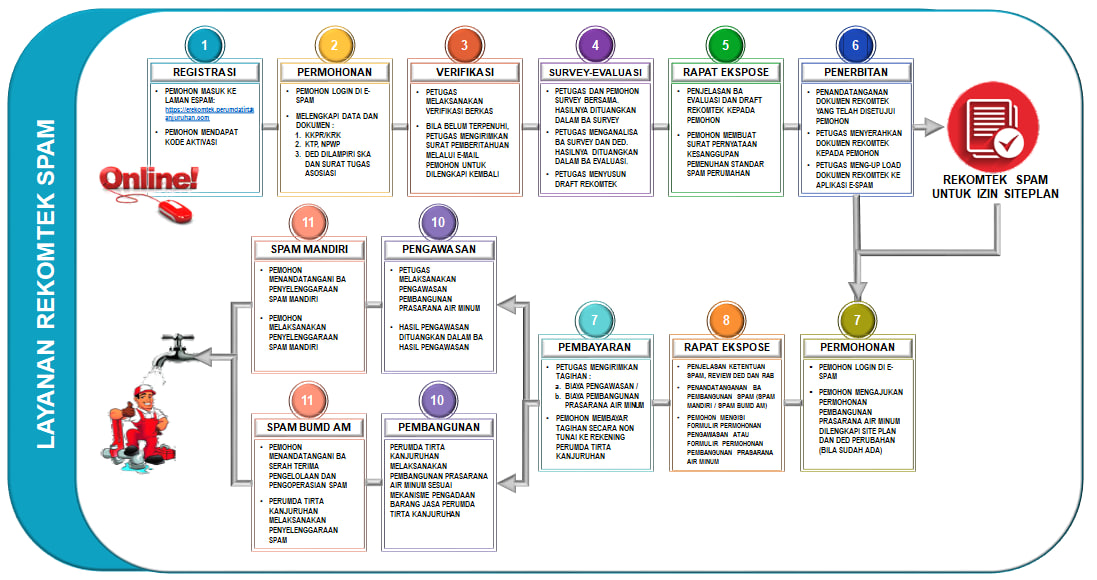 LAYANAN REKOMTEK SPAM
1
REGISTRASI
• PEMOHON MASUK KE
LAMAN ESPAM:
https://erekomtek.perumdatirtak
anjuruhan.com
• PEMOHON MENDAPAT
KODE AKTIVASI
Online!
2
PERMOHONAN
• PEMOHON LOGIN DI E-
SPAM
• MELENGKAPI DATA DAN
DOKUMEN :
1. KKPR/KRK
2. KTP, NPWP
3. DED DILAMPIRI SKA
DAN SURAT TUGAS
ASOSIASI
3
VERIFIKASI
• PETUGAS
MELAKSANAKAN
VERIFIKASI BERKAS
• BILA BELUM TERPENUHI,
PETUGAS MENGIRIMKAN
SURAT PEMBERITAHUAN
MELALUI E-MAIL
PEMOHON UNTUK
DILENGKAPI KEMBALI
4
SURVEY-EVALUASI
• PETUGAS DAN PEMOHON
SURVEY BERSAMA,
HASILNYA DITUANGKAN
DALAM BA SURVEY
• PETUGAS MENGANALISA
BA SURVEY DAN DED.
HASILNYA DITUANGKAN
DALAM BA EVALUASI.
• PETUGAS MENYUSUN
DRAFT REKOMTEK
5
RAPAT EKSPOSE
• PENJELASAN BA
EVALUASI DAN DRAFT
REKOMTEK KEPADA
PEMOHON
• PEMOHON MEMBUAT
SURAT PERNYATAAN
KESANGGUPAN
PEMENUHAN STANDAR
SPAM PERUMAHAN
6
PENERBITAN
• PENANDATANGANAN
DOKUMEN REKOMTEK
YANG TELAH DISETUJUI
PEMOHON
• PETUGAS MENYERAHKAN
DOKUMEN REKOMTEK
KEPADA PEMOHON
• PETUGAS MENG-UP LOAD
DOKUMEN REKOMTEK KE
APLIKASI E-SPAM
REKOMTEK SPAM
UNTUK IZIN SITEPLAN
7
PERMOHONAN
• PEMOHON LOGIN DI E-
SPAM
• PEMOHON MENGAJUKAN
PERMOHONAN
PEMBANGUNAN
PRASARANA AIR MINUM
DILENGKAPI SITE PLAN
DAN DED PERUBAHAN
(BILA SUDAH ADA)
8
RAPAT EKSPOSE
• PENJELASAN KETENTUAN
SPAM, REVIEW DED DAN RAB
• PENANDATANGANAN BA
PEMBANGUNAN SPAM (SPAM
MANDIRI / SPAM BUMD AM)
• PEMOHON MENGISI
FORMULIR PERMOHONAN
PENGAWASAN ATAU
FORMULIR PERMOHONAN
PEMBANGUNAN PRASARANA
AIR MINUM
7
PEMBAYARAN
• PETUGAS MENGIRIMKAN
TAGIHAN :
a. BIAYA PENGAWASAN /
b. BIAYA PEMBANGUNAN
PRASARANA AIR MINUM
• PEMOHON MEMBAYAR
TAGIHAN SECARA NON
TUNAI KE REKENING
PERUMDA TIRTA
KANJURUHAN
10
PENGAWASAN
• PETUGAS
MELAKSANAKAN
PENGAWASAN
PEMBANGUNAN
PRASARANA AIR MINUM
• HASIL PENGAWASAN
DITUANGKAN DALAM BA
HASIL PENGAWASAN
11
SPAM MANDIRI
• PEMOHON
MENANDATANGANI BA
PENYELENGGARAAN
SPAM MANDIRI
• PEMOHON
MELAKSANAKAN
PENYELENGGARAAN
SPAM MANDIRI
10
PEMBANGUNAN
PERUMDA TIRTA
KANJURUHAN
MELAKSANAKAN
PEMBANGUNAN PRASARANA
AIR MINUM SESUAI
MEKANISME PENGADAAN
BARANG JASA PERUMDA
TIRTA KANJURUHAN
11
SPAM BUMD AM
• PEMOHON
MENANDATANGANI BA
SERAH TERIMA
PENGELOLAAN DAN
PENGOPERASIAN SPAM
• PERUMDA TIRTA
KANJURUHAN
MELAKSANAKAN
PENYELENGGARAAN
SPAM